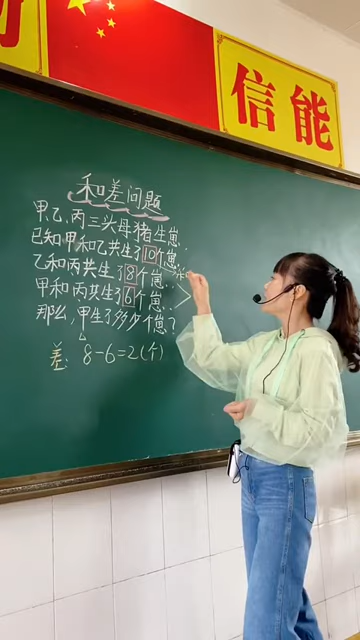 信能
和差问题
甲、乙、丙三头母猪生崽,
已知甲和乙共生了10个崽,
乙和丙共生了8个崽,
甲和丙共生了6个崽.
那么,甲生了多少个崽?
差: 8-6=2(个)